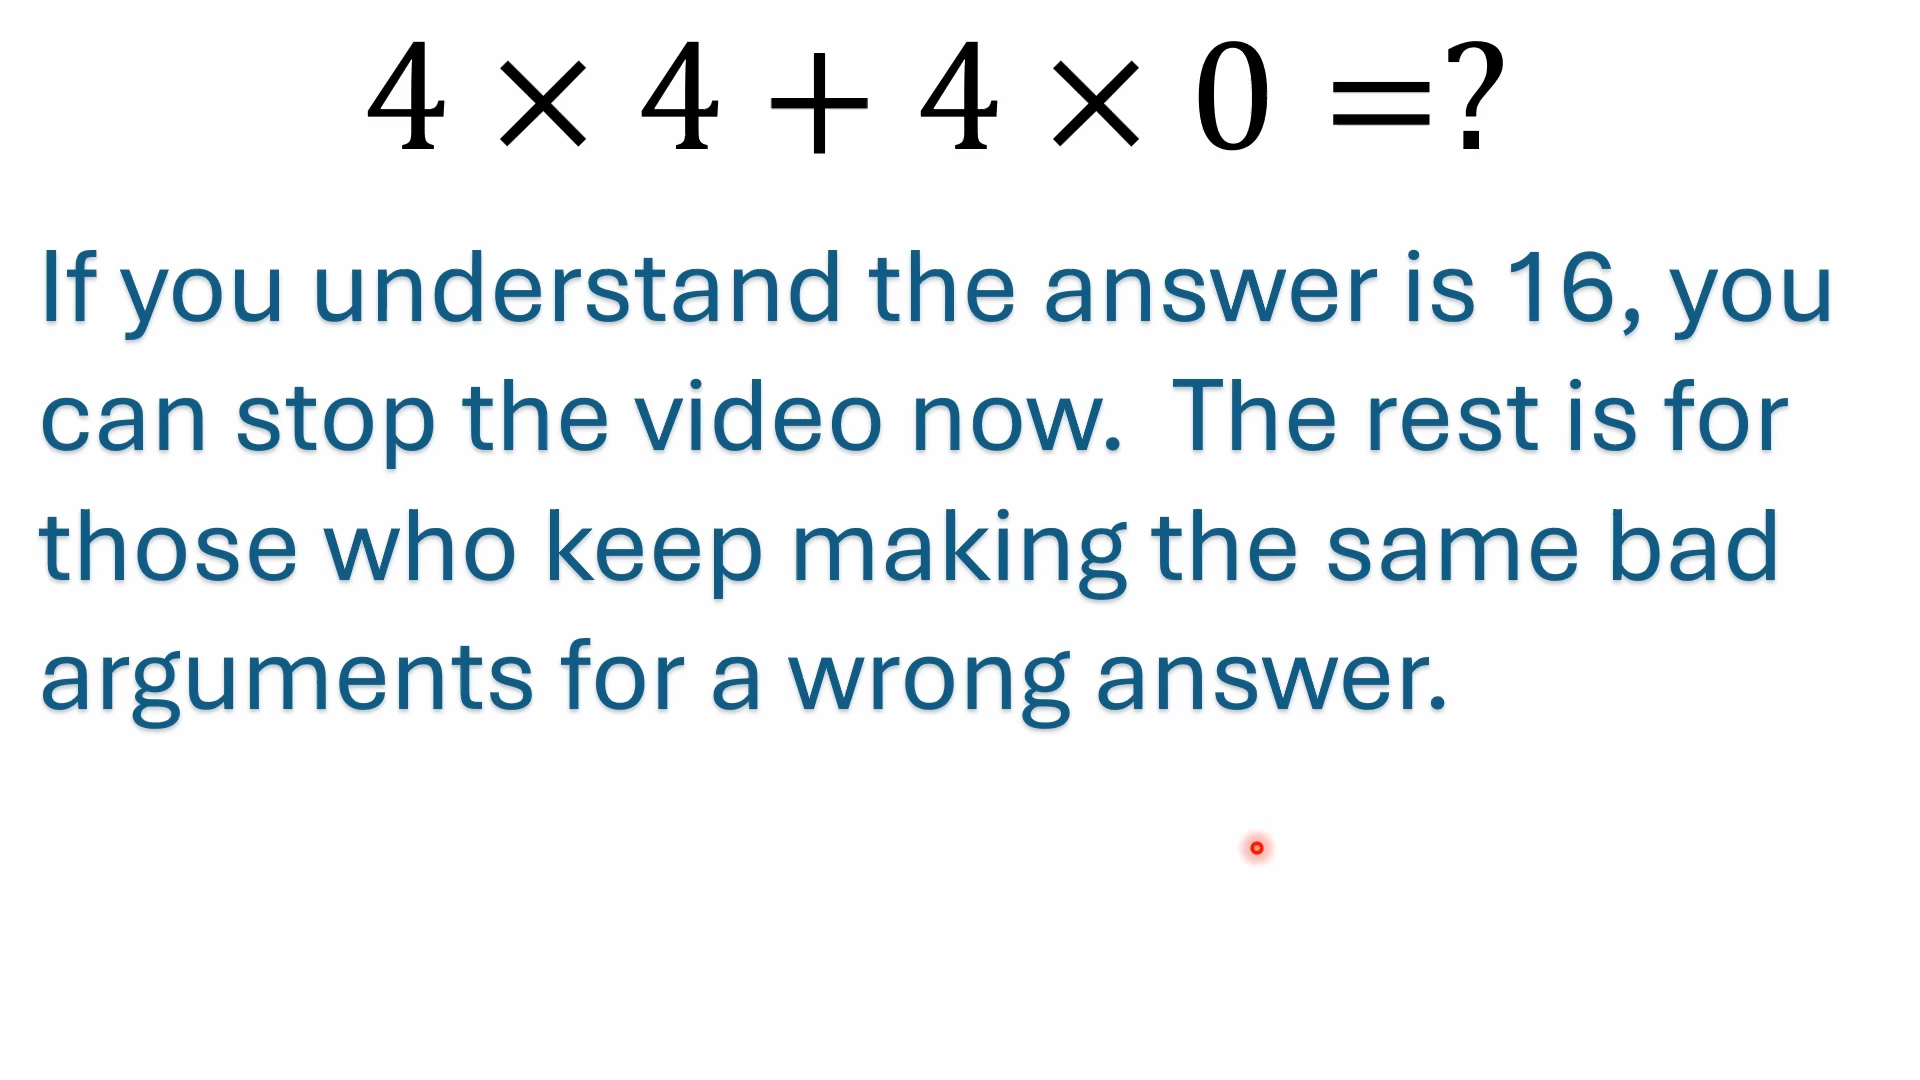 4 × 4 + 4 × 0 =?
If you understand the answer is 16, you
can stop the video now.  The rest is for
those who keep making the same bad
arguments for a wrong answer.